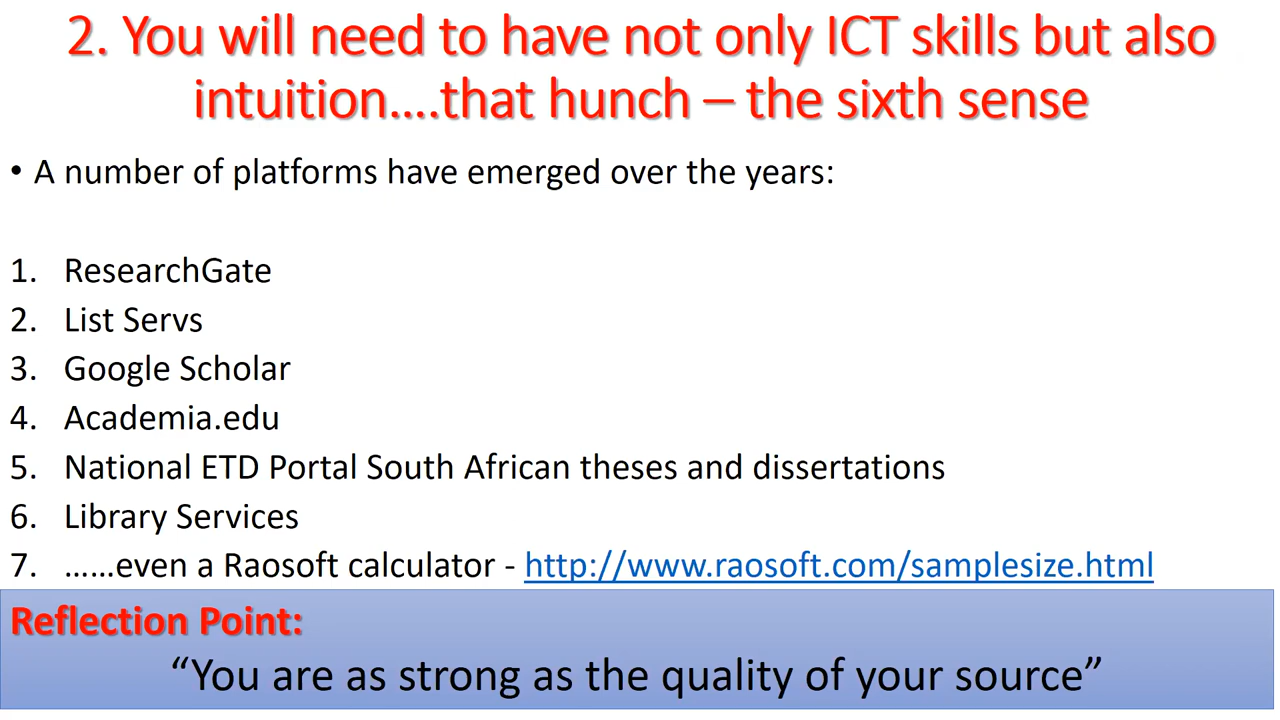 2. You will need to have not only ICT skills but also
intuition….that hunch – the sixth sense
• A number of platforms have emerged over the years:
1. ResearchGate
2. List Servs
3. Google Scholar
4. Academia.edu
5. National ETD Portal South African theses and dissertations
6. Library Services
7. ……even a Raosoft calculator - http://www.raosoft.com/samplesize.html
Reflection Point:
“You are as strong as the quality of your source”